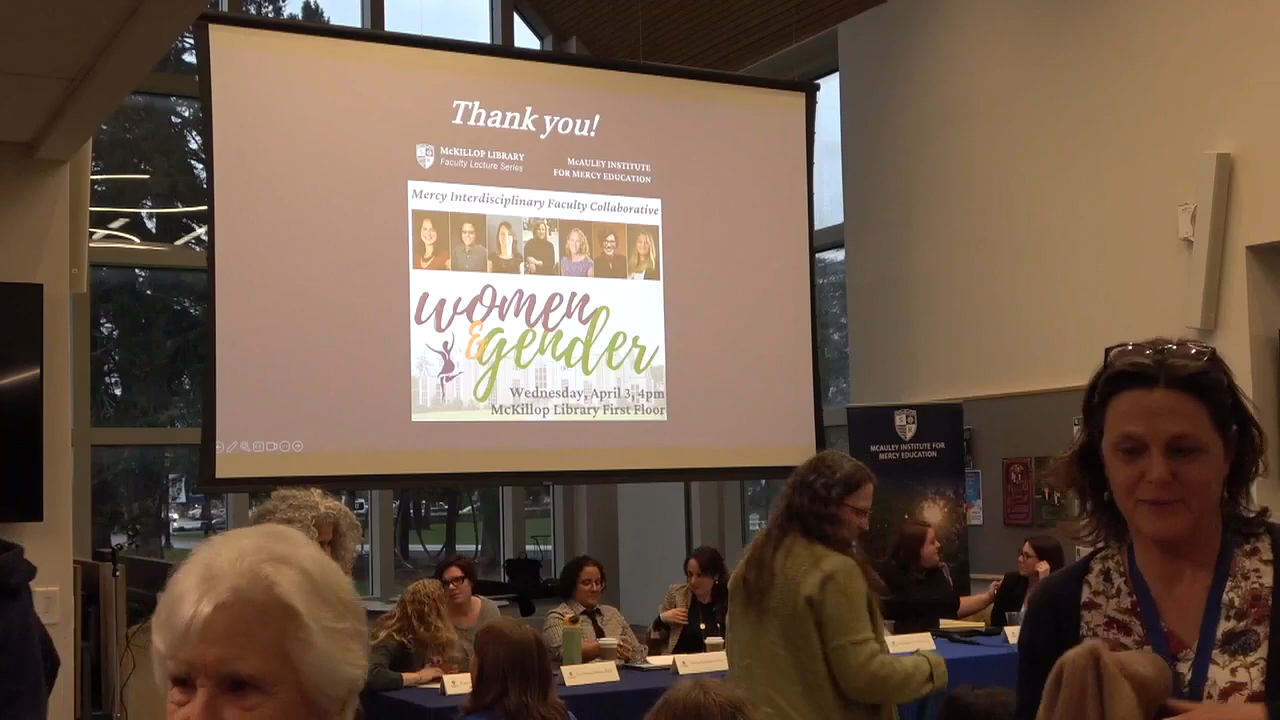 Thank you!
McKILLOP LIBRARY
Faculty Lecture Series
McAULEY INSTITUTE
FOR MERCY EDUCATION
Mercy Interdisciplinary Faculty Collaborative
women
&
gender
Wednesday, April 3, 4pm
McKillop Library First Floor
MCAULEY INSTITUTE FOR
MERCY EDUCATION